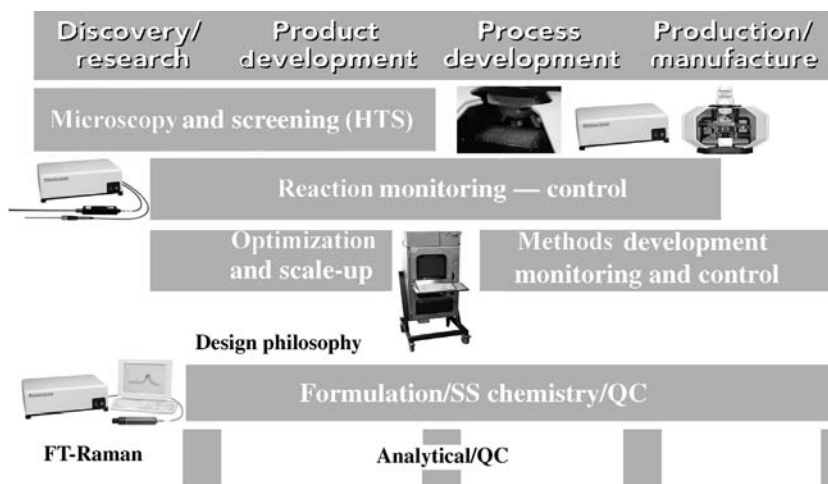 Discovery/
research
Product
development
Process
development
Production/
manufacture
Microscopy and screening (HTS)
Reaction monitoring — control
Optimization
and scale-up
Methods development
monitoring and control
Design philosophy
Formulation/SS chemistry/QC
FT-Raman
Analytical/QC